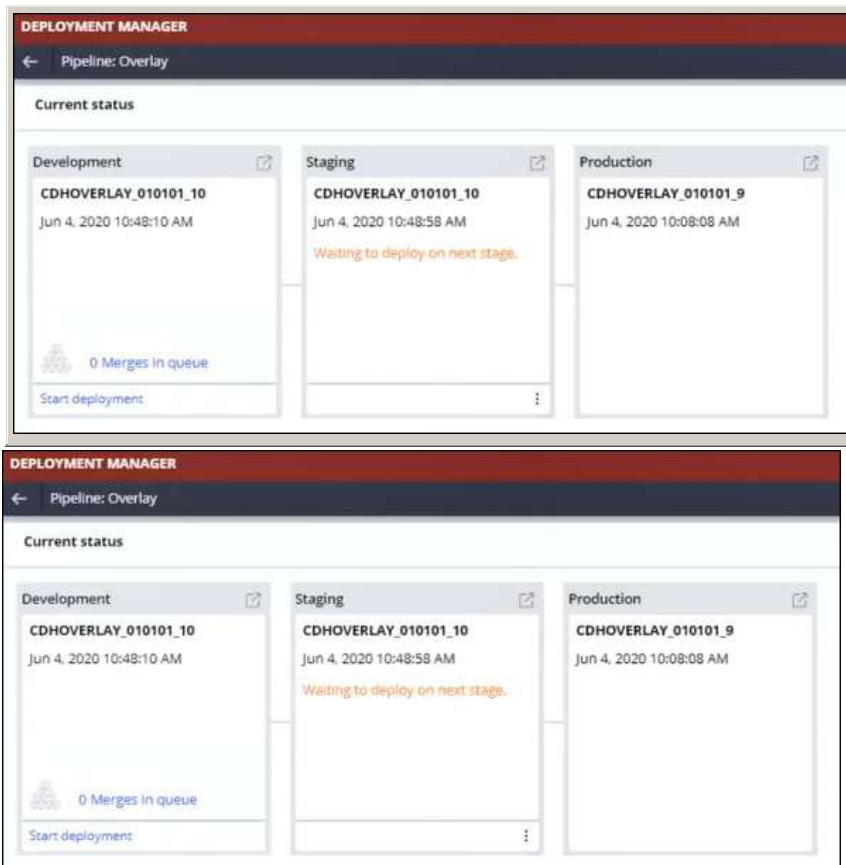 DEPLOYMENT MANAGER
← Pipeline: Overlay
Current status
Development
CDHOVERLAY_010101_10
Jun 4, 2020 10:48:10 AM
0 Merges in queue
Start deployment
Staging
CDHOVERLAY_010101_10
Jun 4, 2020 10:48:58 AM
Waiting to deploy on next stage.
Production
CDHOVERLAY_010101_9
Jun 4, 2020 10:08:08 AM
DEPLOYMENT MANAGER
← Pipeline: Overlay
Current status
Development
CDHOVERLAY_010101_10
Jun 4, 2020 10:48:10 AM
0 Merges in queue
Start deployment
Staging
CDHOVERLAY_010101_10
Jun 4, 2020 10:48:58 AM
Waiting to deploy on next stage.
Production
CDHOVERLAY_010101_9
Jun 4, 2020 10:08:08 AM